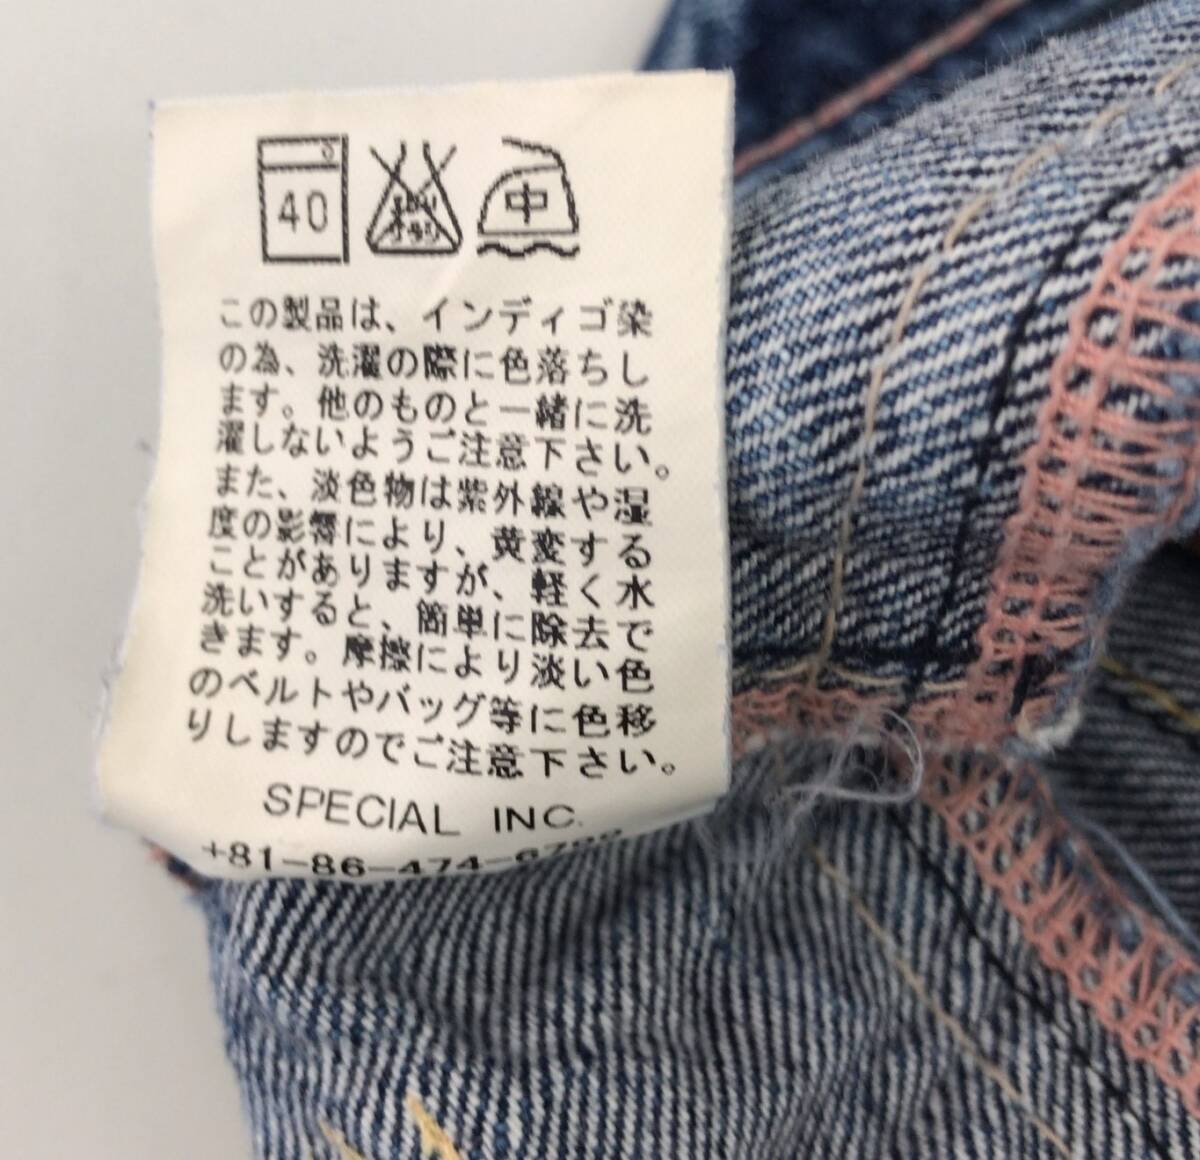 40
中
この製品は、インディゴ染
の為、洗濯の際に色落ちし
ます。他のものと一緒に洗
濯しないようご注意下さい。
また、淡色物は紫外線や湿
度の影響により、黄変する
ことがありますが、軽く水
洗いすると、簡単に除去で
きます。摩擦により淡い色
のベルトやバッグ等に色移
りしますのでご注意下さい。
SPECIAL INC.
+81-86-474-